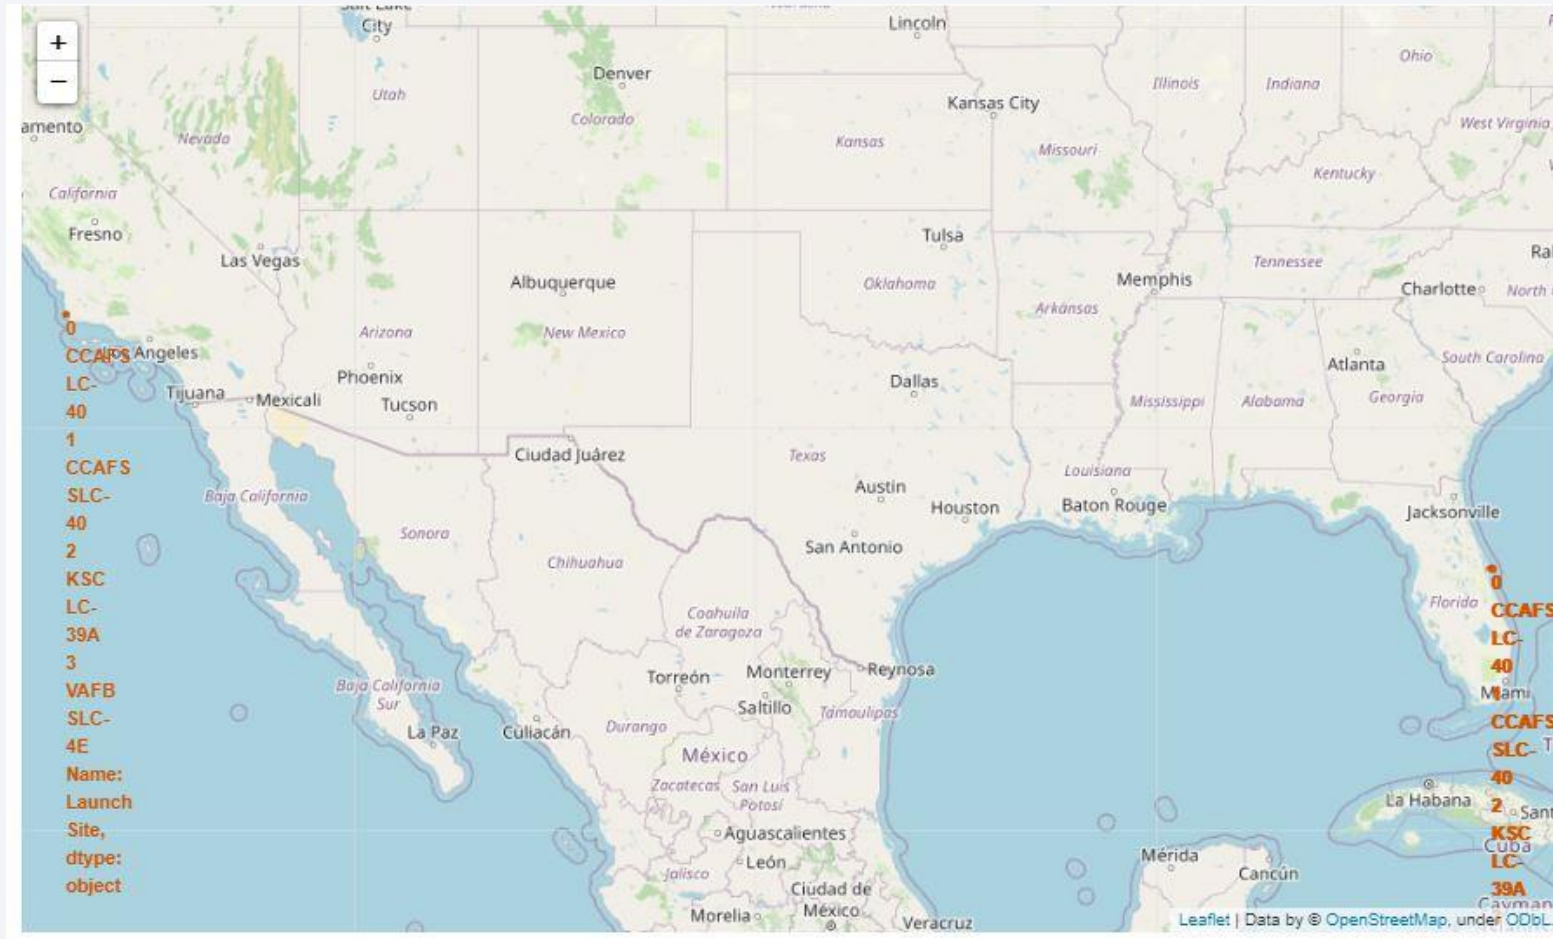 +
−
Salt Lake
City
Lincoln
Denver
Ohio
Utah
Illinois
Indiana
Kansas City
Colorado
amento
West Virginia
Nevada
Kansas
Missouri
Kentucky
California
Fresno
Tulsa
Las Vegas
Ral
Tennessee
Albuquerque
Memphis
Oklahoma
Charlotte
North
Arkansas
Arizona
New Mexico
Los Angeles
South Carolina
Atlanta
Phoenix
Dallas
Tijuana
Mexicali
Tucson
Mississippi
Alabama
Georgia
Ciudad Juárez
Texas
Louisiana
Austin
Baja California
Houston
Baton Rouge
Jacksonville
Sonora
San Antonio
Chihuahua
Florida
Coahuila
de Zaragoza
Reynosa
Monterrey
Torreón
Baja California
Sur
Miami
Saltillo
Tamaulipas
La Paz
Culiacán
Durango
México
Zacatecas
San Luis
Potosí
La Habana
Sant
Aguascalientes
Cuba
Mérida
León
Cancún
Jalisco
Ciudad de
México
Cayman
Morelia
Veracruz
0
CCAFS
LC-
40
1
CCAFS
SLC-
40
2
KSC
LC-
39A
3
VAFB
SLC-
4E
Name:
Launch
Site,
dtype:
object
0
CCAFS
LC-
40
1
CCAFS
SLC-
40
2
KSC
LC-
39A
Leaflet | Data by © OpenStreetMap, under ODbL.